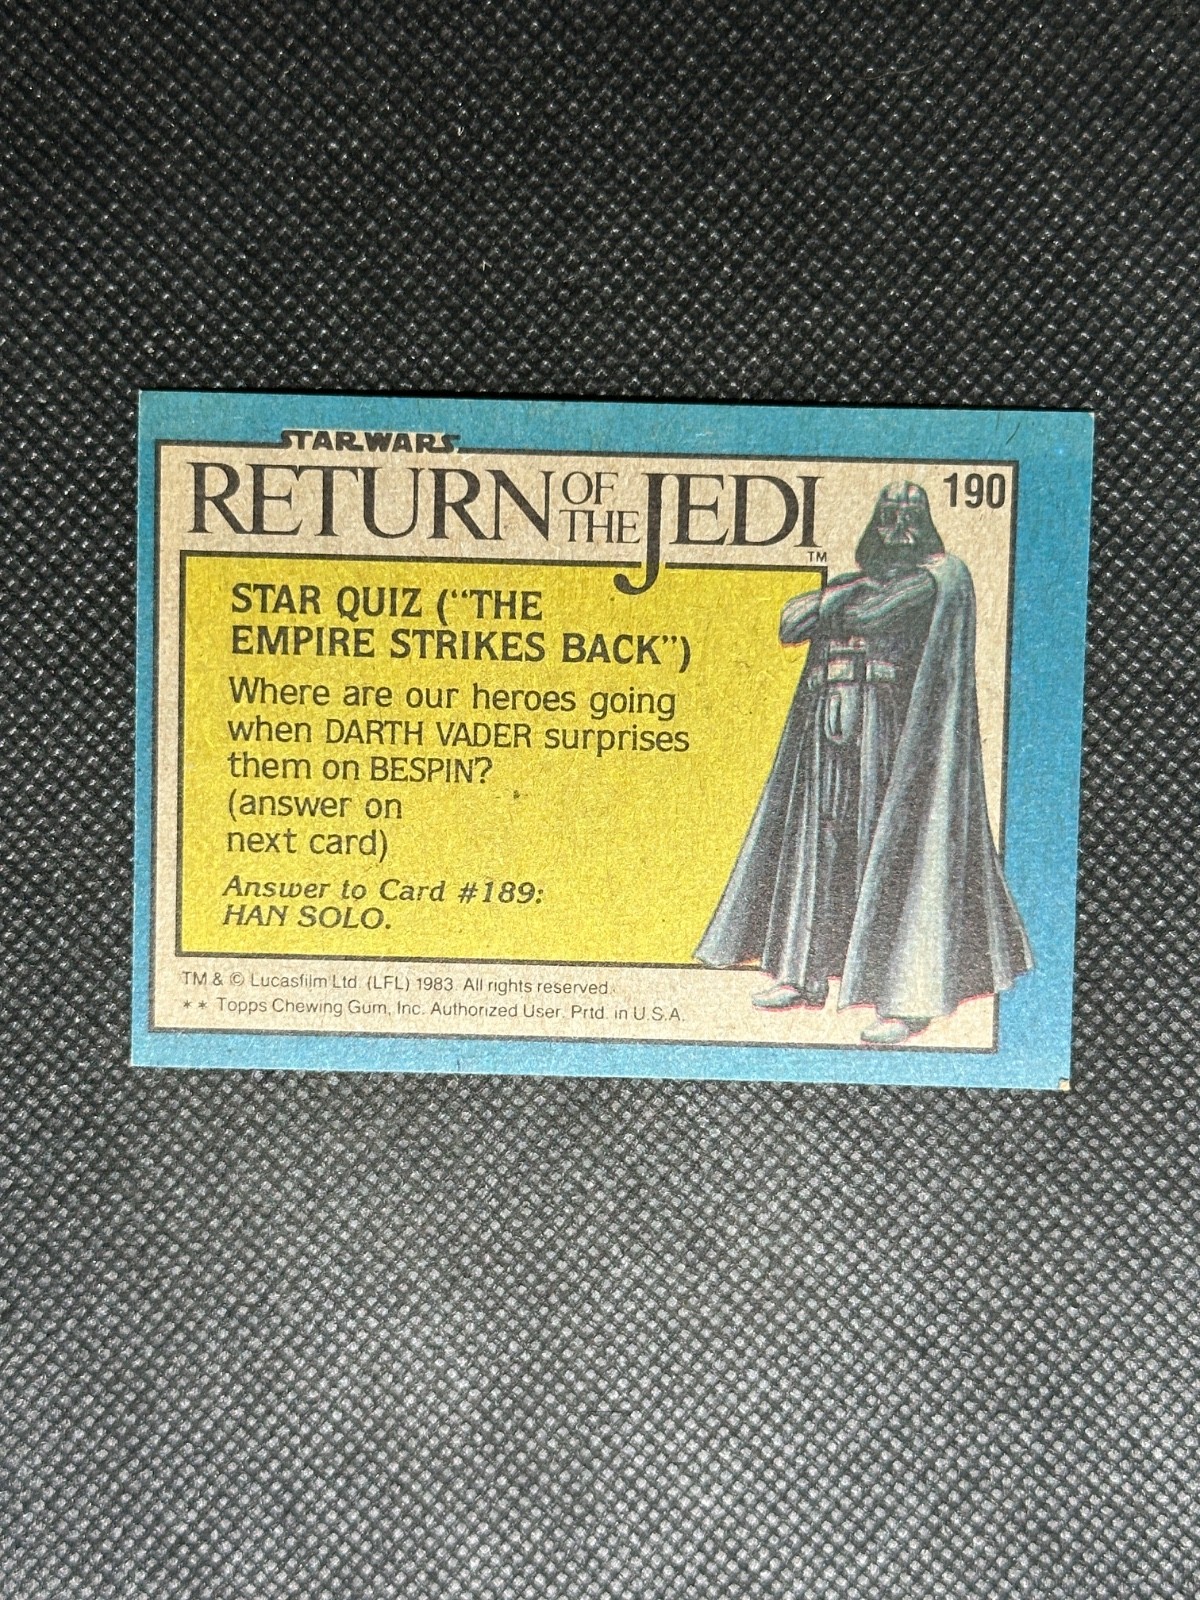 STAR WARS
RETURN OF THE JEDI™
190
STAR QUIZ (“THE
EMPIRE STRIKES BACK”)
Where are our heroes going
when DARTH VADER surprises
them on BESPIN?
(answer on
next card)
Answer to Card #189:
HAN SOLO.
TM & © Lucasfilm Ltd. (LFL) 1983. All rights reserved.
** Topps Chewing Gum, Inc. Authorized User. Prtd. in U.S.A.